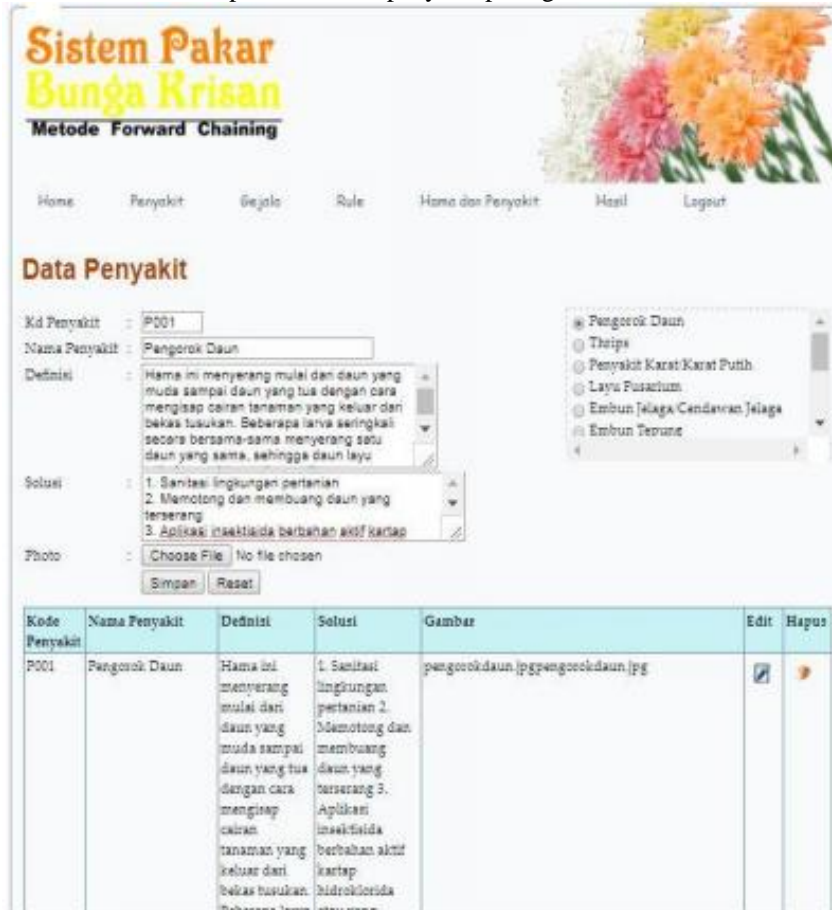 Sistem Pakar
Bunga Krisan
Metode Forward Chaining
Home Penyakit Gejala Rule Hama dan Penyakit Hasil Logout
Data Penyakit
Kd Penyakit : P001
Nama Penyakit : Pengorok Daun
Definisi : Hama ini menyerang mulai dari daun yang
muda sampai daun yang tua dengan cara
mengisap cairan tanaman yang keluar dari
bekas tusukan. Beberapa larva seringkali
secara bersama-sama menyerang satu
daun yang sama, sehingga daun layu
Solusi : 1. Sanitasi lingkungan pertanian
2. Memotong dan membuang daun yang
terserang
3. Aplikasi insektisida berbahan aktif kartap
Photo : Choose File No file chosen
Simpan Reset
Pengorok Daun
Thrips
Penyakit Karat/Karat Putih
Layu Fusarium
Embun Jelaga/Cendawan Jelaga
Embun Tepung
Kode Penyakit Nama Penyakit Definisi Solusi Gambar Edit Hapus
P001 Pengorok Daun
Hama ini
menyerang
mulai dari
daun yang
muda sampai
daun yang tua
dengan cara
mengisap
cairan
tanaman yang
keluar dari
bekas tusukan.
Beberapa larva
1. Sanitasi
lingkungan
pertanian 2.
Memotong dan
membuang
daun yang
terserang 3.
Aplikasi
insektisida
berbahan aktif
kartap
hidroklorida
atau yang
pengorokdaun.jpgpengorokdaun.jpg